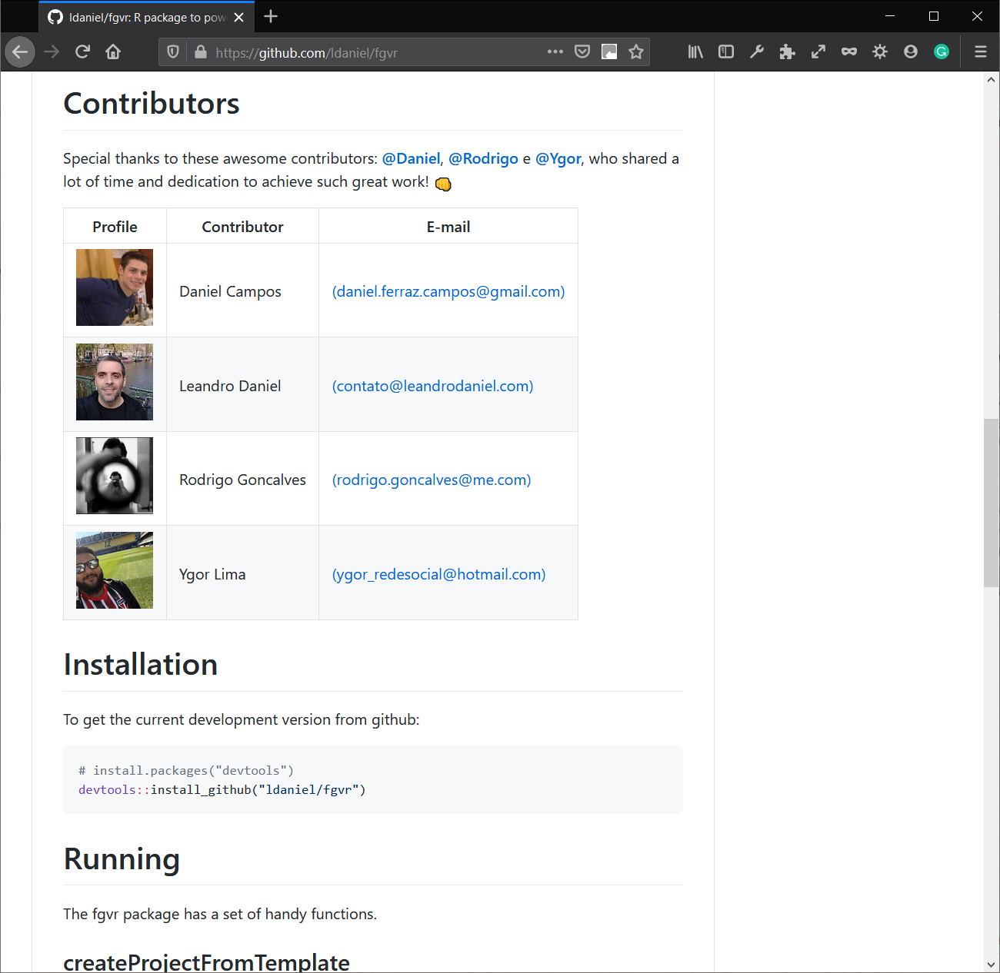 ldaniel/fgvr: R package to pow
https://github.com/ldaniel/fgvr
Contributors
Special thanks to these awesome contributors: @Daniel, @Rodrigo e @Ygor, who shared a
lot of time and dedication to achieve such great work!
Profile Contributor E-mail
Daniel Campos (daniel.ferraz.campos@gmail.com)
Leandro Daniel (contato@leandrodaniel.com)
Rodrigo Goncalves (rodrigo.goncalves@me.com)
12
Ygor Lima (ygor_redesocial@hotmail.com)
Installation
To get the current development version from github:
# install.packages("devtools")
devtools::install_github("ldaniel/fgvr")
Running
The fgvr package has a set of handy functions.
createProjectFromTemplate